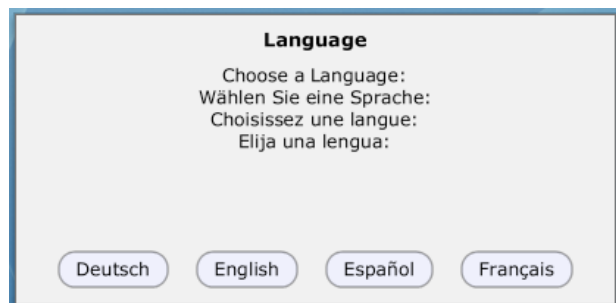 Language
Choose a Language:
Wählen Sie eine Sprache:
Choisissez une langue:
Elija una lengua:
Deutsch English Español Français